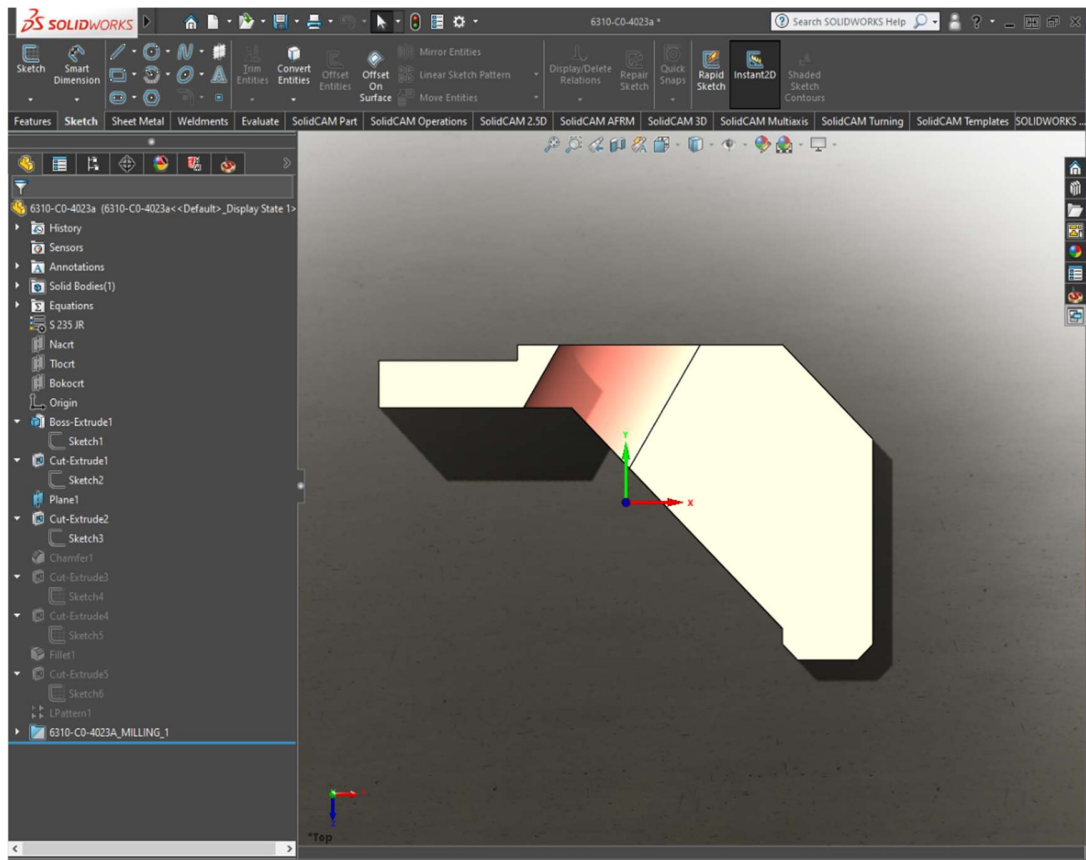 SOLIDWORKS
6310-C0-4023a *
Search SOLIDWORKS Help
Sketch
Smart Dimension
Trim Entities
Convert Entities
Offset Entities
Offset On Surface
Mirror Entities
Linear Sketch Pattern
Move Entities
Display/Delete Relations
Repair Sketch
Quick Snaps
Rapid Sketch
Instant2D
Shaded Sketch Contours
Features Sketch Sheet Metal Weldments Evaluate SolidCAM Part SolidCAM Operations SolidCAM 2.5D SolidCAM AFRM SolidCAM 3D SolidCAM Multiaxis SolidCAM Turning SolidCAM Templates SOLIDWORKS ...
6310-C0-4023a (6310-C0-4023a<<Default>_Display State 1>
History
Sensors
Annotations
Solid Bodies(1)
Equations
S 235 JR
Nacrt
Tlocrt
Bokocrt
Origin
Boss-Extrude1
Sketch1
Cut-Extrude1
Sketch2
Plane1
Cut-Extrude2
Sketch3
Chamfer1
Cut-Extrude3
Sketch4
Cut-Extrude4
Sketch5
Fillet1
Cut-Extrude5
Sketch6
LPattern1
6310-C0-4023A_MILLING_1
Y
X
*Top